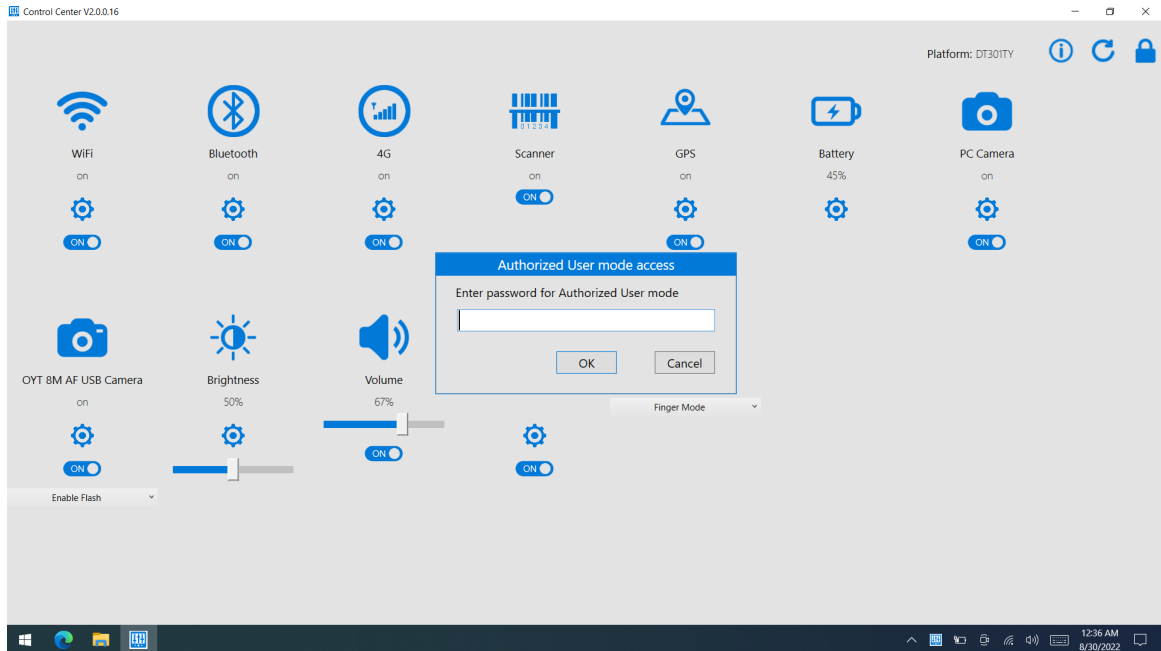 Control Center V2.0.0.16
Platform: DT301TY
01234
WiFi Bluetooth 4G Scanner GPS Battery PC Camera
on on on on on 45% on
ON
ON ON ON ON ON
Authorized User mode access
Enter password for Authorized User mode
OK Cancel
OYT 8M AF USB Camera Brightness Volume
on 50% 67%
Finger Mode
ON
ON ON
Enable Flash
12:36 AM
8/30/2022